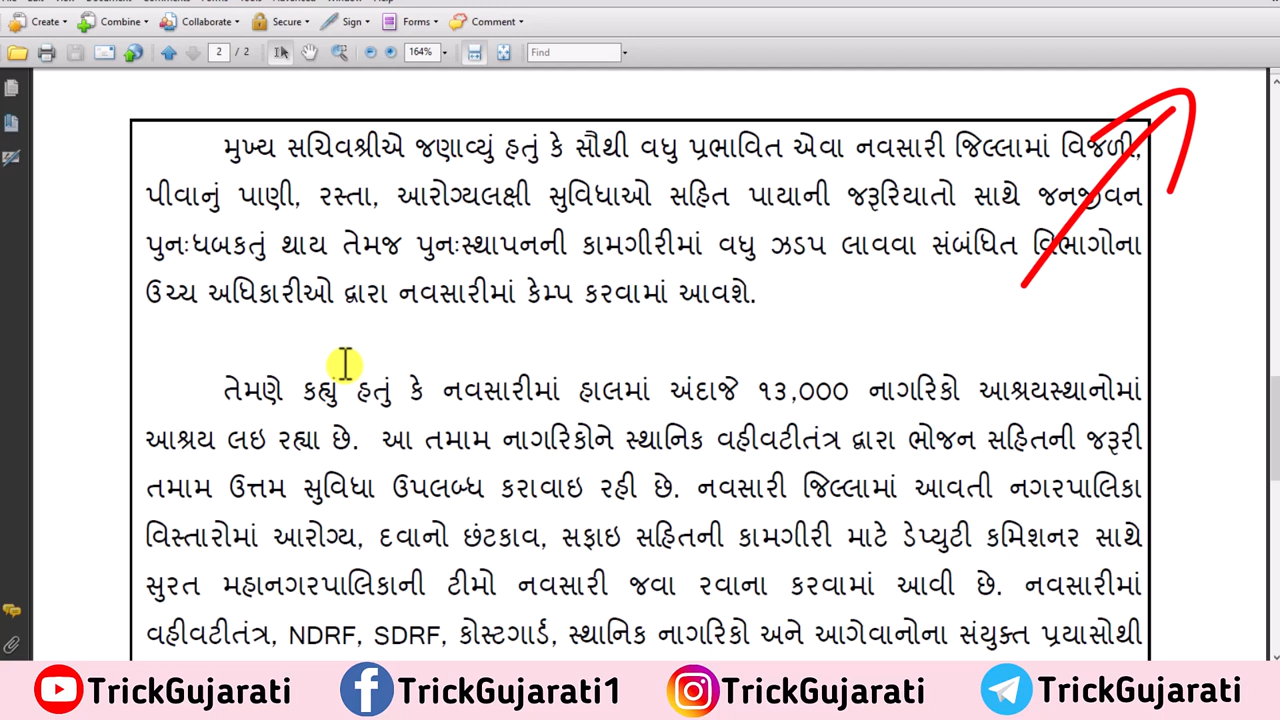 Create
Combine
Collaborate
Secure
Sign
Forms
Comment
2 / 2
164%
Find
મુખ્ય સચિવશ્રીએ જણાવ્યું હતું કે સૌથી વધુ પ્રભાવિત એવા નવસારી જિલ્લામાં વિજળી,
પીવાનું પાણી, રસ્તા, આરોગ્યલક્ષી સુવિધાઓ સહિત પાયાની જરૂરિયાતો સાથે જનજીવન
પુનઃધબકતું થાય તેમજ પુનઃસ્થાપનની કામગીરીમાં વધુ ઝડપ લાવવા સંબંધિત વિભાગોના
ઉચ્ચ અધિકારીઓ દ્વારા નવસારીમાં કેમ્પ કરવામાં આવશે.
તેમણે કહ્યું હતું કે નવસારીમાં હાલમાં અંદાજે ૧૩,૦૦૦ નાગરિકો આશ્રયસ્થાનોમાં
આશ્રય લઇ રહ્યા છે. આ તમામ નાગરિકોને સ્થાનિક વહીવટીતંત્ર દ્વારા ભોજન સહિતની જરૂરી
તમામ ઉત્તમ સુવિધા ઉપલબ્ધ કરાવાઇ રહી છે. નવસારી જિલ્લામાં આવતી નગરપાલિકા
વિસ્તારોમાં આરોગ્ય, દવાનો છંટકાવ, સફાઇ સહિતની કામગીરી માટે ડેપ્યુટી કમિશનર સાથે
સુરત મહાનગરપાલિકાની ટીમો નવસારી જવા રવાના કરવામાં આવી છે. નવસારીમાં
વહીવટીતંત્ર, NDRF, SDRF, કોસ્ટગાર્ડ, સ્થાનિક નાગરિકો અને આગેવાનોના સંયુક્ત પ્રયાસોથી
TrickGujarati
TrickGujarati1
TrickGujarati
TrickGujarati